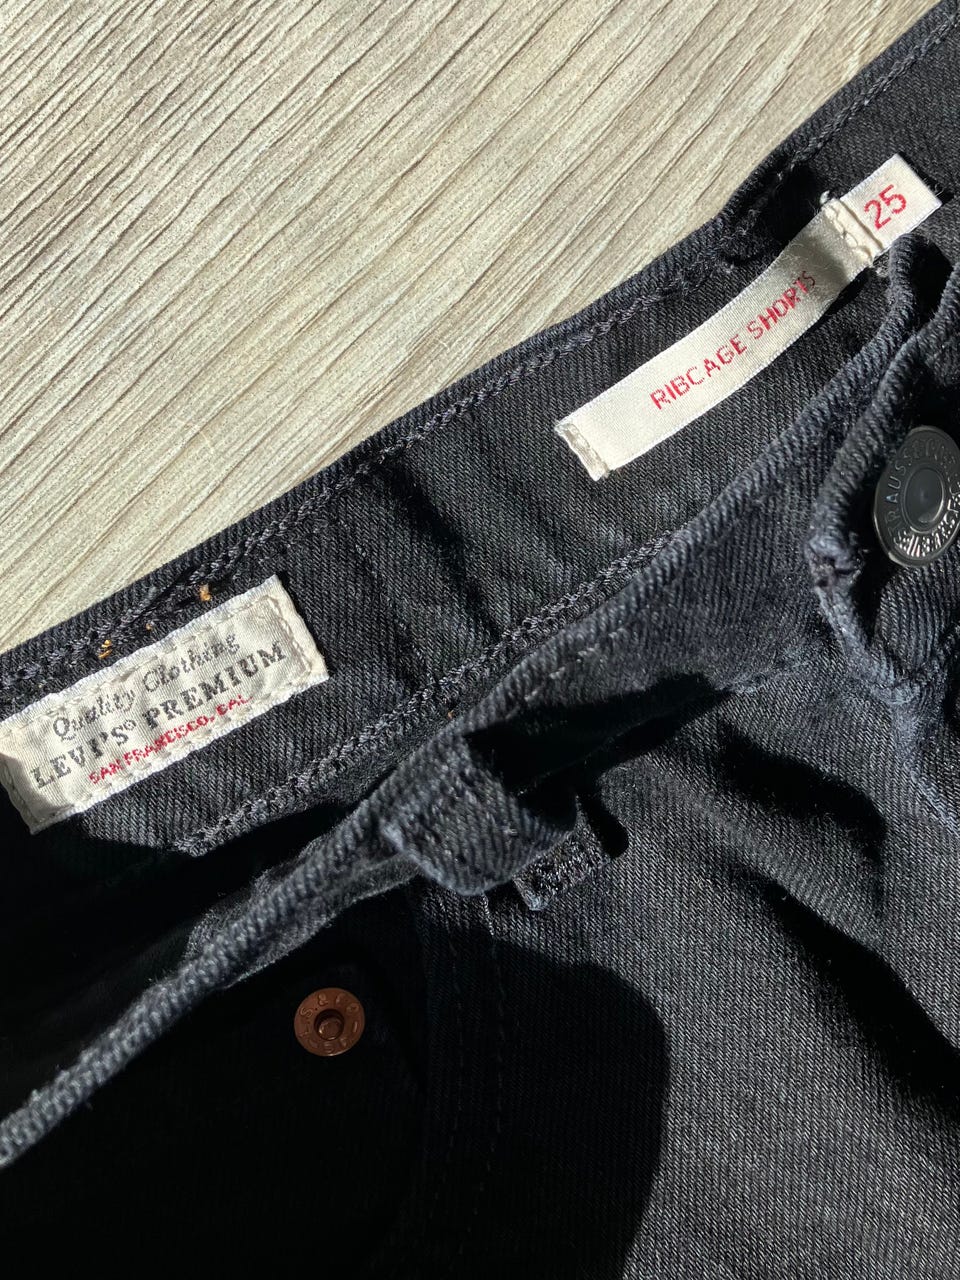 25
RIBCAGE SHORTS
Quality Clothing
LEVI'S® PREMIUM
SAN FRANCISCO, CAL.